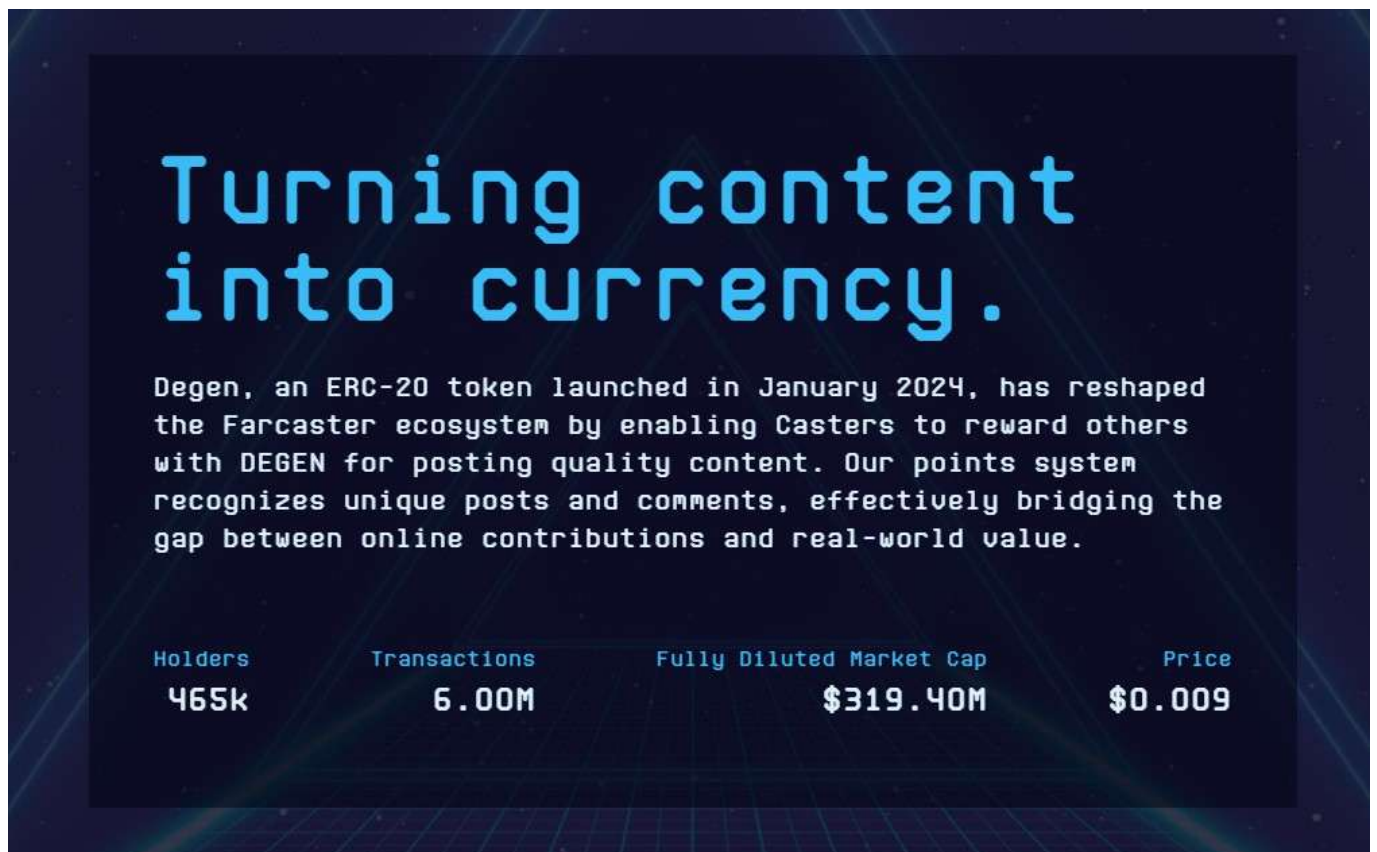 Turning content
into currency.
Degen, an ERC-20 token launched in January 2024, has reshaped
the Farcaster ecosystem by enabling Casters to reward others
with DEGEN for posting quality content. Our points system
recognizes unique posts and comments, effectively bridging the
gap between online contributions and real-world value.
Holders Transactions Fully Diluted Market Cap Price
465k 6.00M $319.40M $0.009